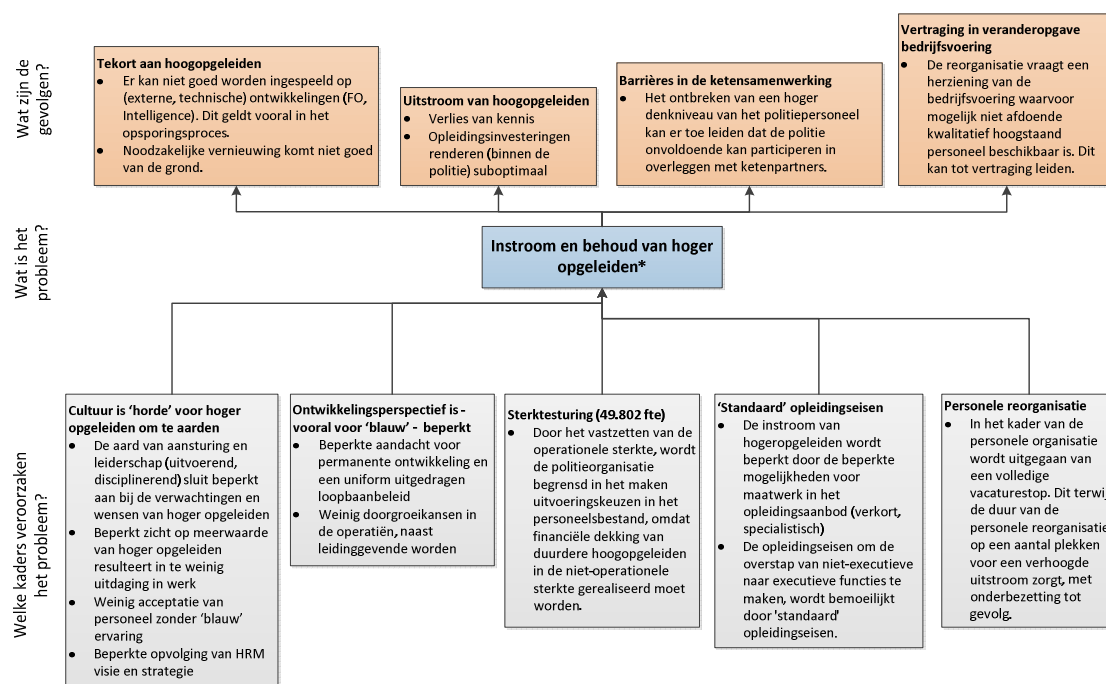 Wat zijn de
gevolgen?
Tekort aan hoogopgeleiden
• Er kan niet goed worden ingespeeld op
(externe, technische) ontwikkelingen (FO,
Intelligence). Dit geldt vooral in het
opsporingsproces.
• Noodzakelijke vernieuwing komt niet goed
van de grond.
Uitstroom van hoogopgeleiden
• Verlies van kennis
• Opleidingsinvesteringen
renderen (binnen de
politie) suboptimaal
Barrières in de ketensamenwerking
• Het ontbreken van een hoger
denkniveau van het politiepersoneel
kan er toe leiden dat de politie
onvoldoende kan participeren in
overleggen met ketenpartners.
Vertraging in veranderopgave
bedrijfsvoering
• De reorganisatie vraagt een
herziening van de
bedrijfsvoering waarvoor
mogelijk niet afdoende
kwalitatief hoogstaand
personeel beschikbaar is. Dit
kan tot vertraging leiden.
Wat is het
probleem?
Instroom en behoud van hoger
opgeleiden*
Welke kaders veroorzaken
het probleem?
Cultuur is ‘horde’ voor hoger
opgeleiden om te aarden
• De aard van aansturing en
leiderschap (uitvoerend,
disciplinerend) sluit beperkt
aan bij de verwachtingen en
wensen van hoger opgeleiden
• Beperkt zicht op meerwaarde
van hoger opgeleiden
resulteert in te weinig
uitdaging in werk
• Weinig acceptatie van
personeel zonder ‘blauw’
ervaring
• Beperkte opvolging van HRM
visie en strategie
Ontwikkelingsperspectief is -
vooral voor ‘blauw’ - beperkt
• Beperkte aandacht voor
permanente ontwikkeling en
een uniform uitgedragen
loopbaanbeleid
• Weinig doorgroeikansen in
de operatiën, naast
leidinggevende worden
Sterktesturing (49.802 fte)
• Door het vastzetten van de
operationele sterkte, wordt
de politieorganisatie
begrensd in het maken
uitvoeringskeuzen in het
personeelsbestand, omdat
financiële dekking van
duurdere hoogopgeleiden
in de niet-operationele
sterkte gerealiseerd moet
worden.
‘Standaard’ opleidingseisen
• De instroom van
hogeropgeleiden wordt
beperkt door de beperkte
mogelijkheden voor
maatwerk in het
opleidingsaanbod (verkort,
specialistisch)
• De opleidingseisen om de
overstap van niet-executieve
naar executieve functies te
maken, wordt bemoeilijkt
door 'standaard'
opleidingseisen.
Personele reorganisatie
• In het kader van de
personele organisatie
wordt uitgegaan van
een volledige
vacaturestop. Dit terwij
de duur van de
personele reorganisatie
op een aantal plekken
voor een verhoogde
uitstroom zorgt, met
onderbezetting tot
gevolg.